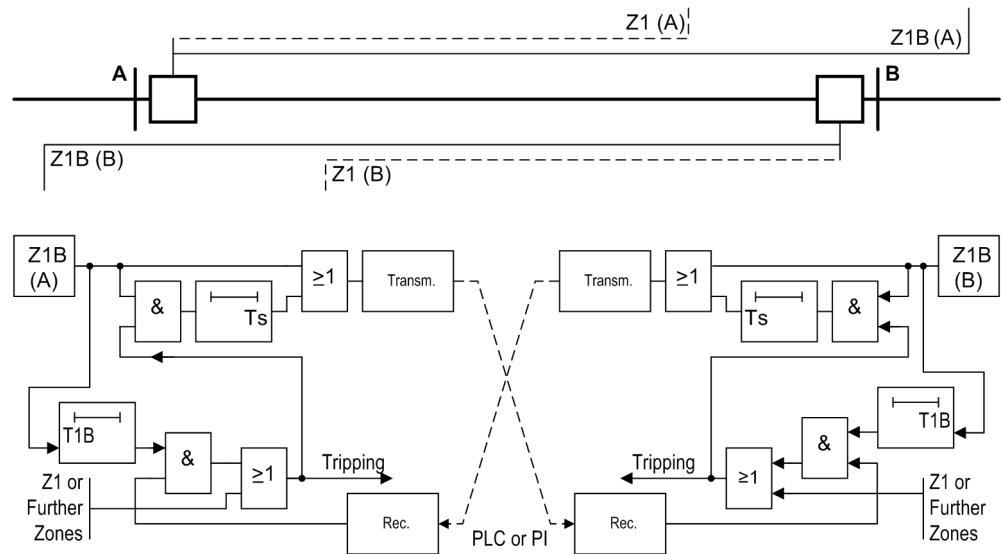 Z1 (A)
Z1B (A)
A
B
Z1B (B)
Z1 (B)
Z1B
(A)
&
Ts
≥1
Transm.
Transm.
≥1
Ts
&
Z1B
(B)
T1B
&
≥1
Tripping
Z1 or
Further
Zones
Rec.
PLC or PI
Rec.
Tripping
≥1
&
T1B
Z1 or
Further
Zones